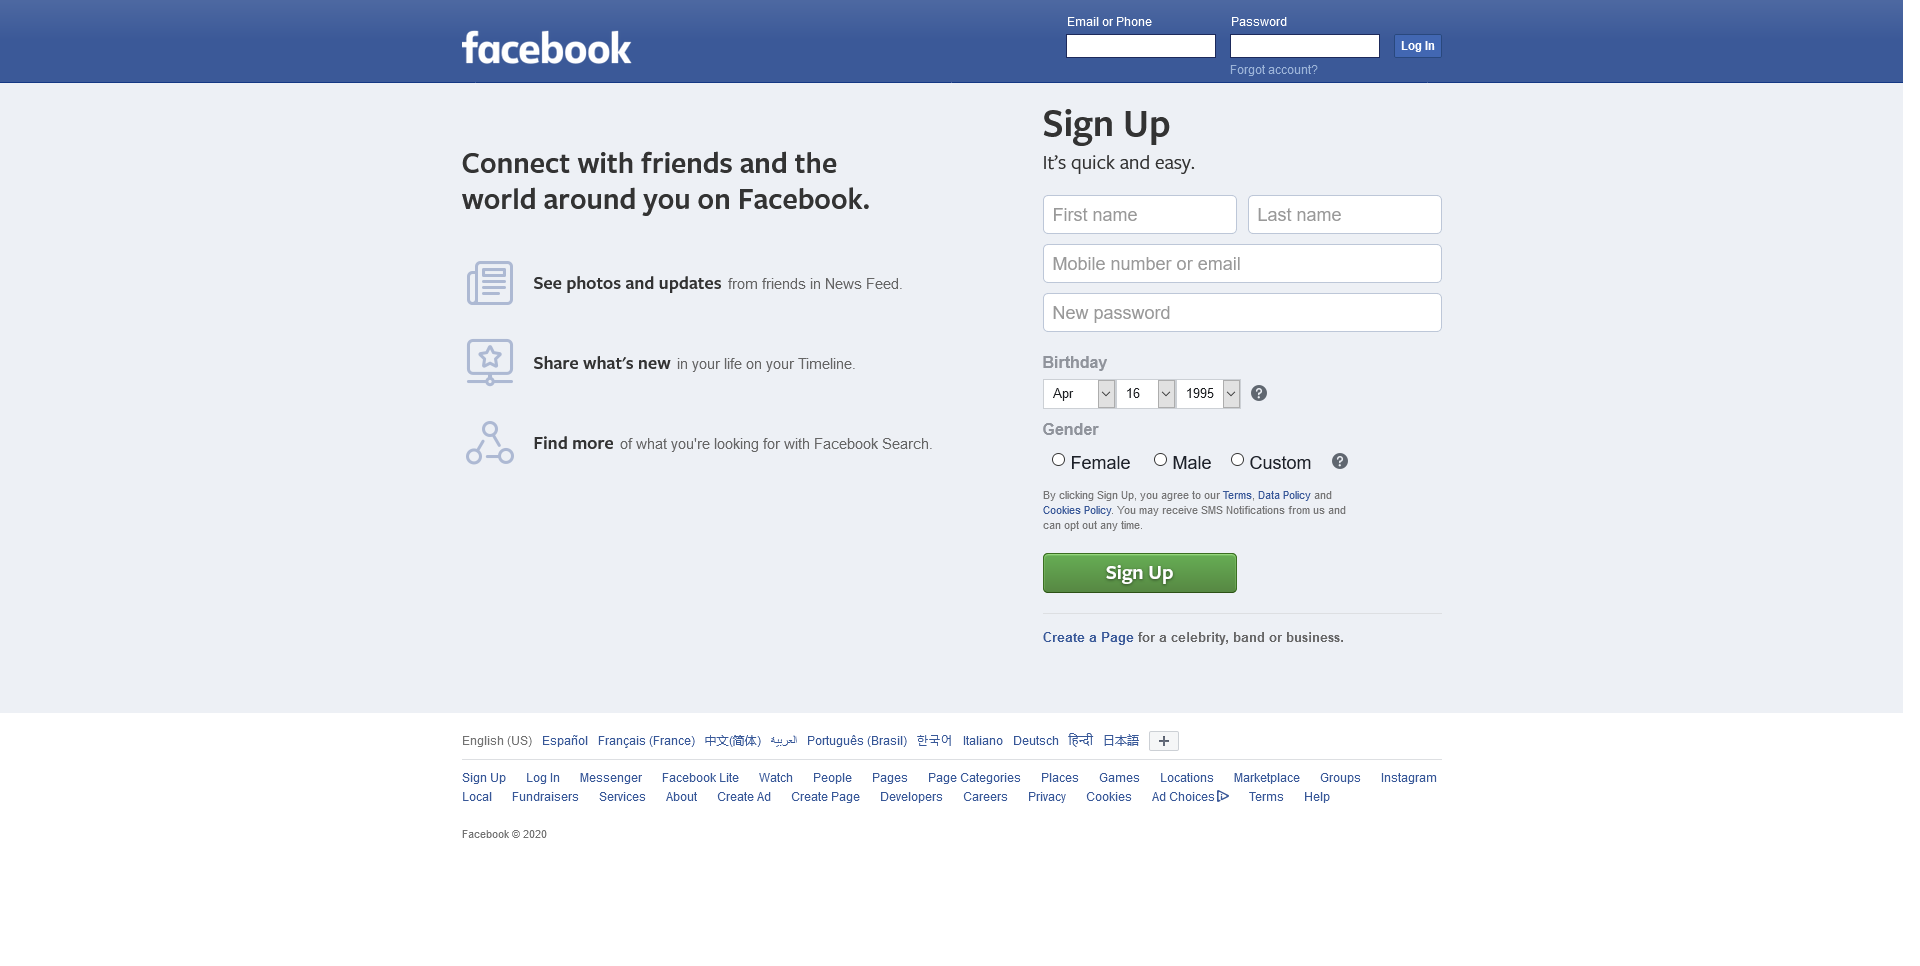 facebook
Email or Phone
Password
Log In
Forgot account?
Connect with friends and the
world around you on Facebook.
See photos and updates from friends in News Feed.
Share what's new in your life on your Timeline.
Find more of what you're looking for with Facebook Search.
Sign Up
It's quick and easy.
First name Last name
Mobile number or email
New password
Birthday
Apr 16 1995
Gender
Female Male Custom
By clicking Sign Up, you agree to our Terms, Data Policy and
Cookies Policy. You may receive SMS Notifications from us and
can opt out any time.
Sign Up
Create a Page for a celebrity, band or business.
English (US) Español Français (France) 中文(简体) العربية Português (Brasil) 한국어 Italiano Deutsch हिन्दी 日本語
Sign Up Log In Messenger Facebook Lite Watch People Pages Page Categories Places Games Locations Marketplace Groups Instagram
Local Fundraisers Services About Create Ad Create Page Developers Careers Privacy Cookies Ad Choices Terms Help
Facebook © 2020